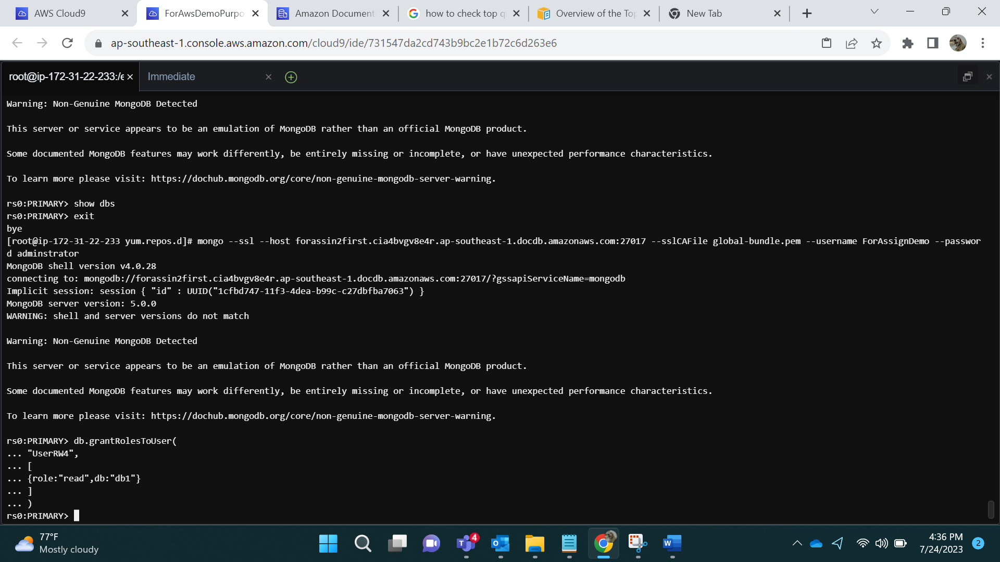 AWS Cloud9
ForAwsDemoPurpo
Amazon Document
how to check top q
Overview of the Top
New Tab
ap-southeast-1.console.aws.amazon.com/cloud9/ide/731547da2cd743b9bc2e1b72c6d263e6
root@ip-172-31-22-233:/e
Immediate
Warning: Non-Genuine MongoDB Detected
This server or service appears to be an emulation of MongoDB rather than an official MongoDB product.
Some documented MongoDB features may work differently, be entirely missing or incomplete, or have unexpected performance characteristics.
To learn more please visit: https://dochub.mongodb.org/core/non-genuine-mongodb-server-warning.
rs0:PRIMARY> show dbs
rs0:PRIMARY> exit
bye
[root@ip-172-31-22-233 yum.repos.d]# mongo --ssl --host forassin2first.cia4bvgv8e4r.ap-southeast-1.docdb.amazonaws.com:27017 --sslCAFile global-bundle.pem --username ForAssignDemo --passwor
d adminstrator
MongoDB shell version v4.0.28
connecting to: mongodb://forassin2first.cia4bvgv8e4r.ap-southeast-1.docdb.amazonaws.com:27017/?gssapiServiceName=mongodb
Implicit session: session { "id" : UUID("1cfbd747-11f3-4dea-b99c-c27dbfba7063") }
MongoDB server version: 5.0.0
WARNING: shell and server versions do not match
Warning: Non-Genuine MongoDB Detected
This server or service appears to be an emulation of MongoDB rather than an official MongoDB product.
Some documented MongoDB features may work differently, be entirely missing or incomplete, or have unexpected performance characteristics.
To learn more please visit: https://dochub.mongodb.org/core/non-genuine-mongodb-server-warning.
rs0:PRIMARY> db.grantRolesToUser(
... "UserRW4",
... [
... {role:"read",db:"db1"}
... ]
... )
rs0:PRIMARY>
77°F
Mostly cloudy
4
4:36 PM
7/24/2023
2